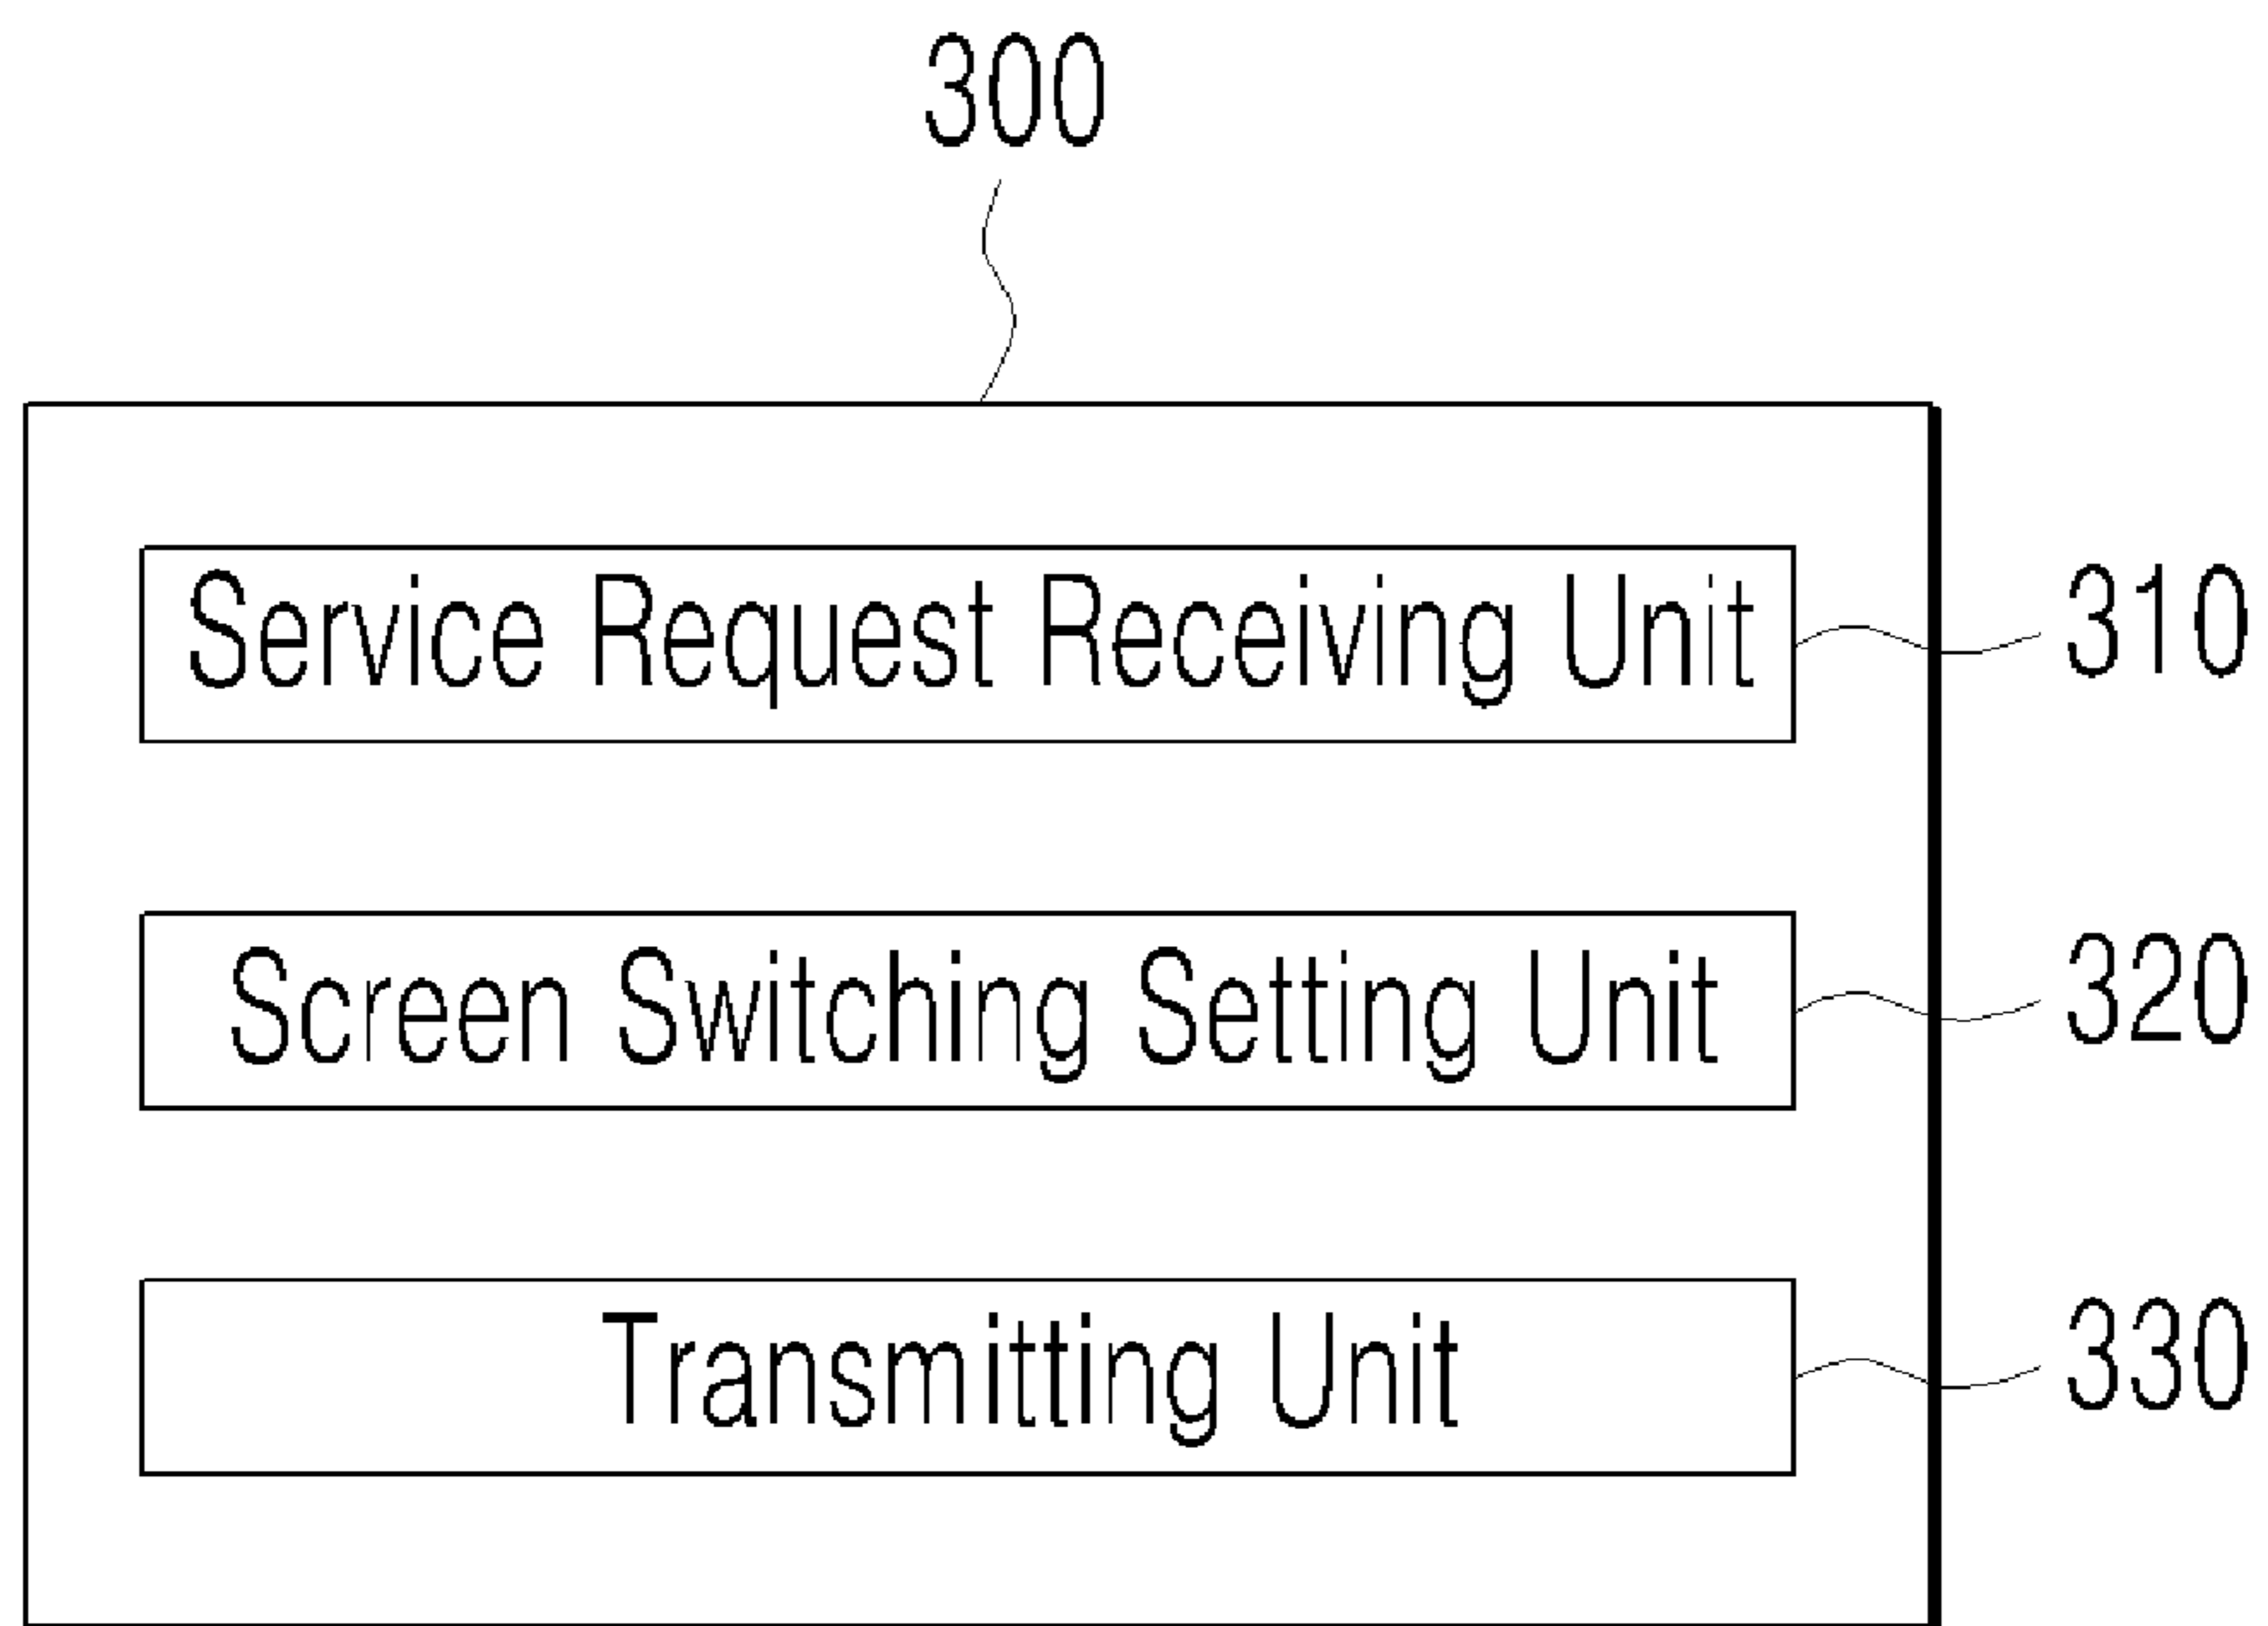 300
Service Request Receiving Unit 310
Screen Switching Setting Unit 320
Transmitting Unit 330